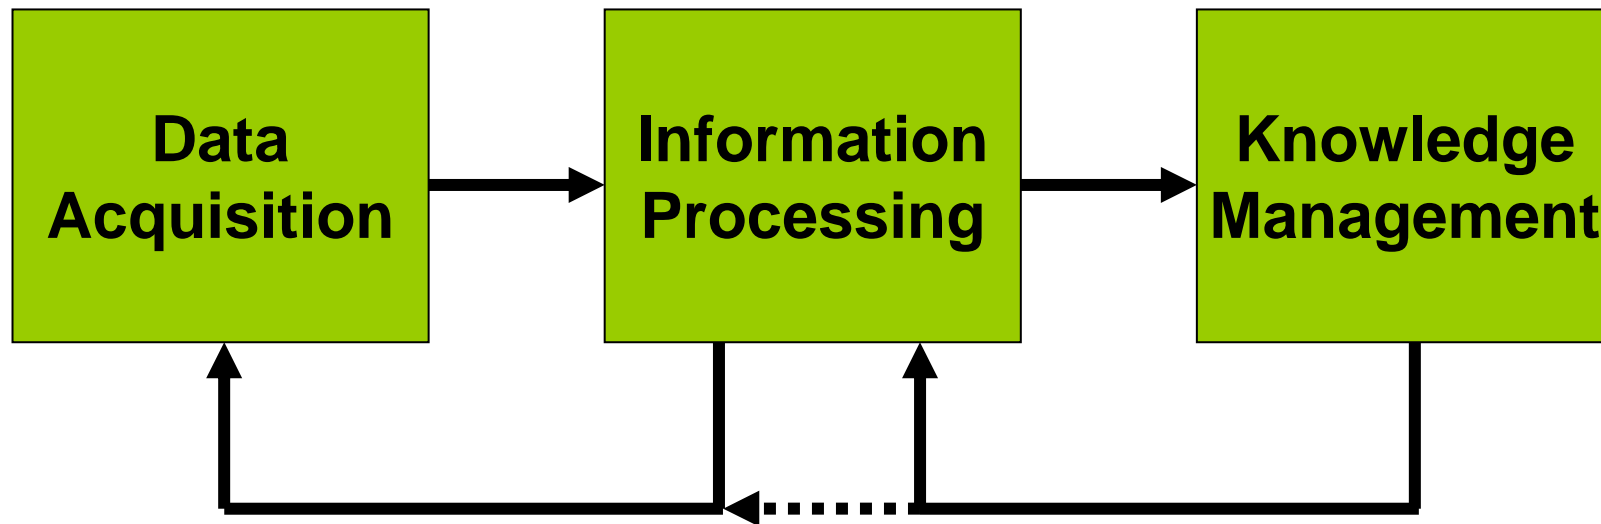 Data
Acquisition
Information
Processing
Knowledge
Management